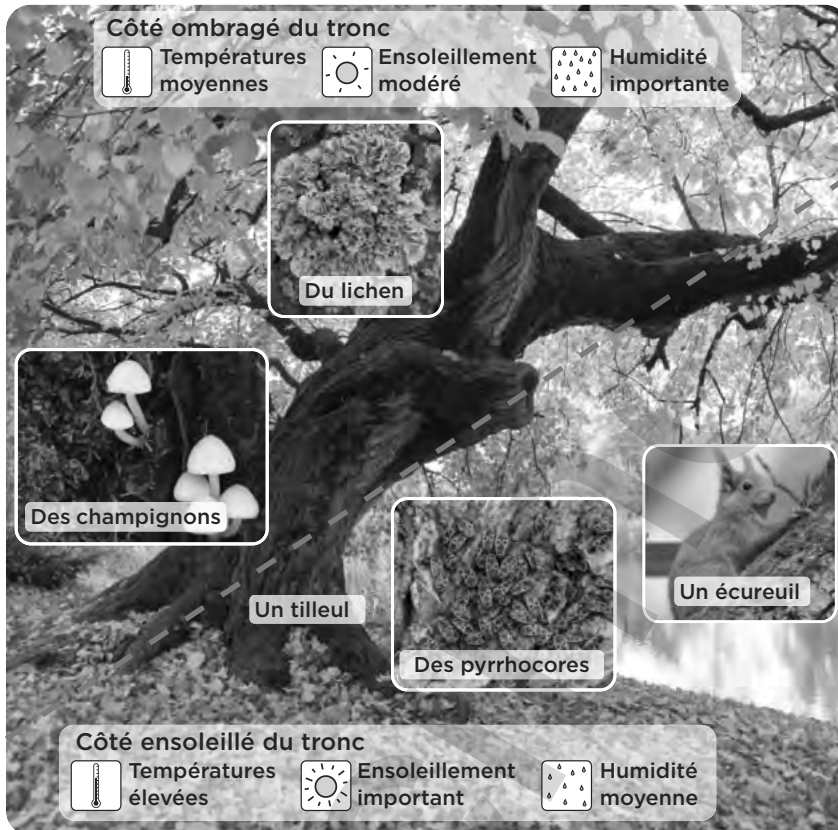 Côté ombragé du tronc
Températures
moyennes
Ensoleillement
modéré
Humidité
importante
Du lichen
Des champignons
Un écureuil
Un tilleul
Des pyrrhocores
Côté ensoleillé du tronc
Températures
élevées
Ensoleillement
important
Humidité
moyenne